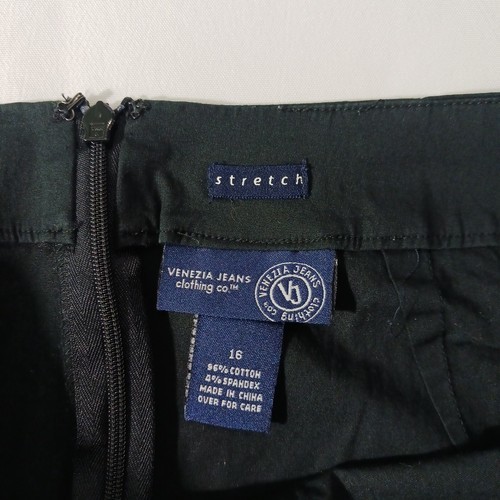 stretch
VENEZIA JEANS
clothing co.™
VENEZIA JEANS
clothing co™
VJ
16
96% COTTON
4% SPANDEX
MADE IN CHINA
OVER FOR CARE